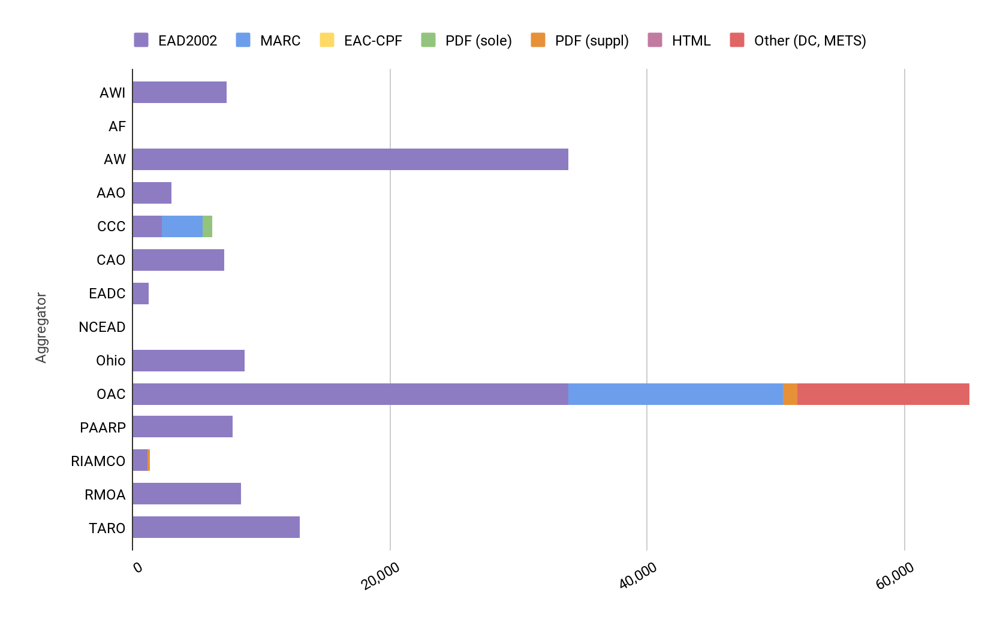 EAD2002 MARC EAC-CPF PDF (sole) PDF (suppl) HTML Other (DC, METS)
Aggregator
AWI
AF
AW
AAO
CCC
CAO
EADC
NCEAD
Ohio
OAC
PAARP
RIAMCO
RMOA
TARO
0 20,000 40,000 60,000